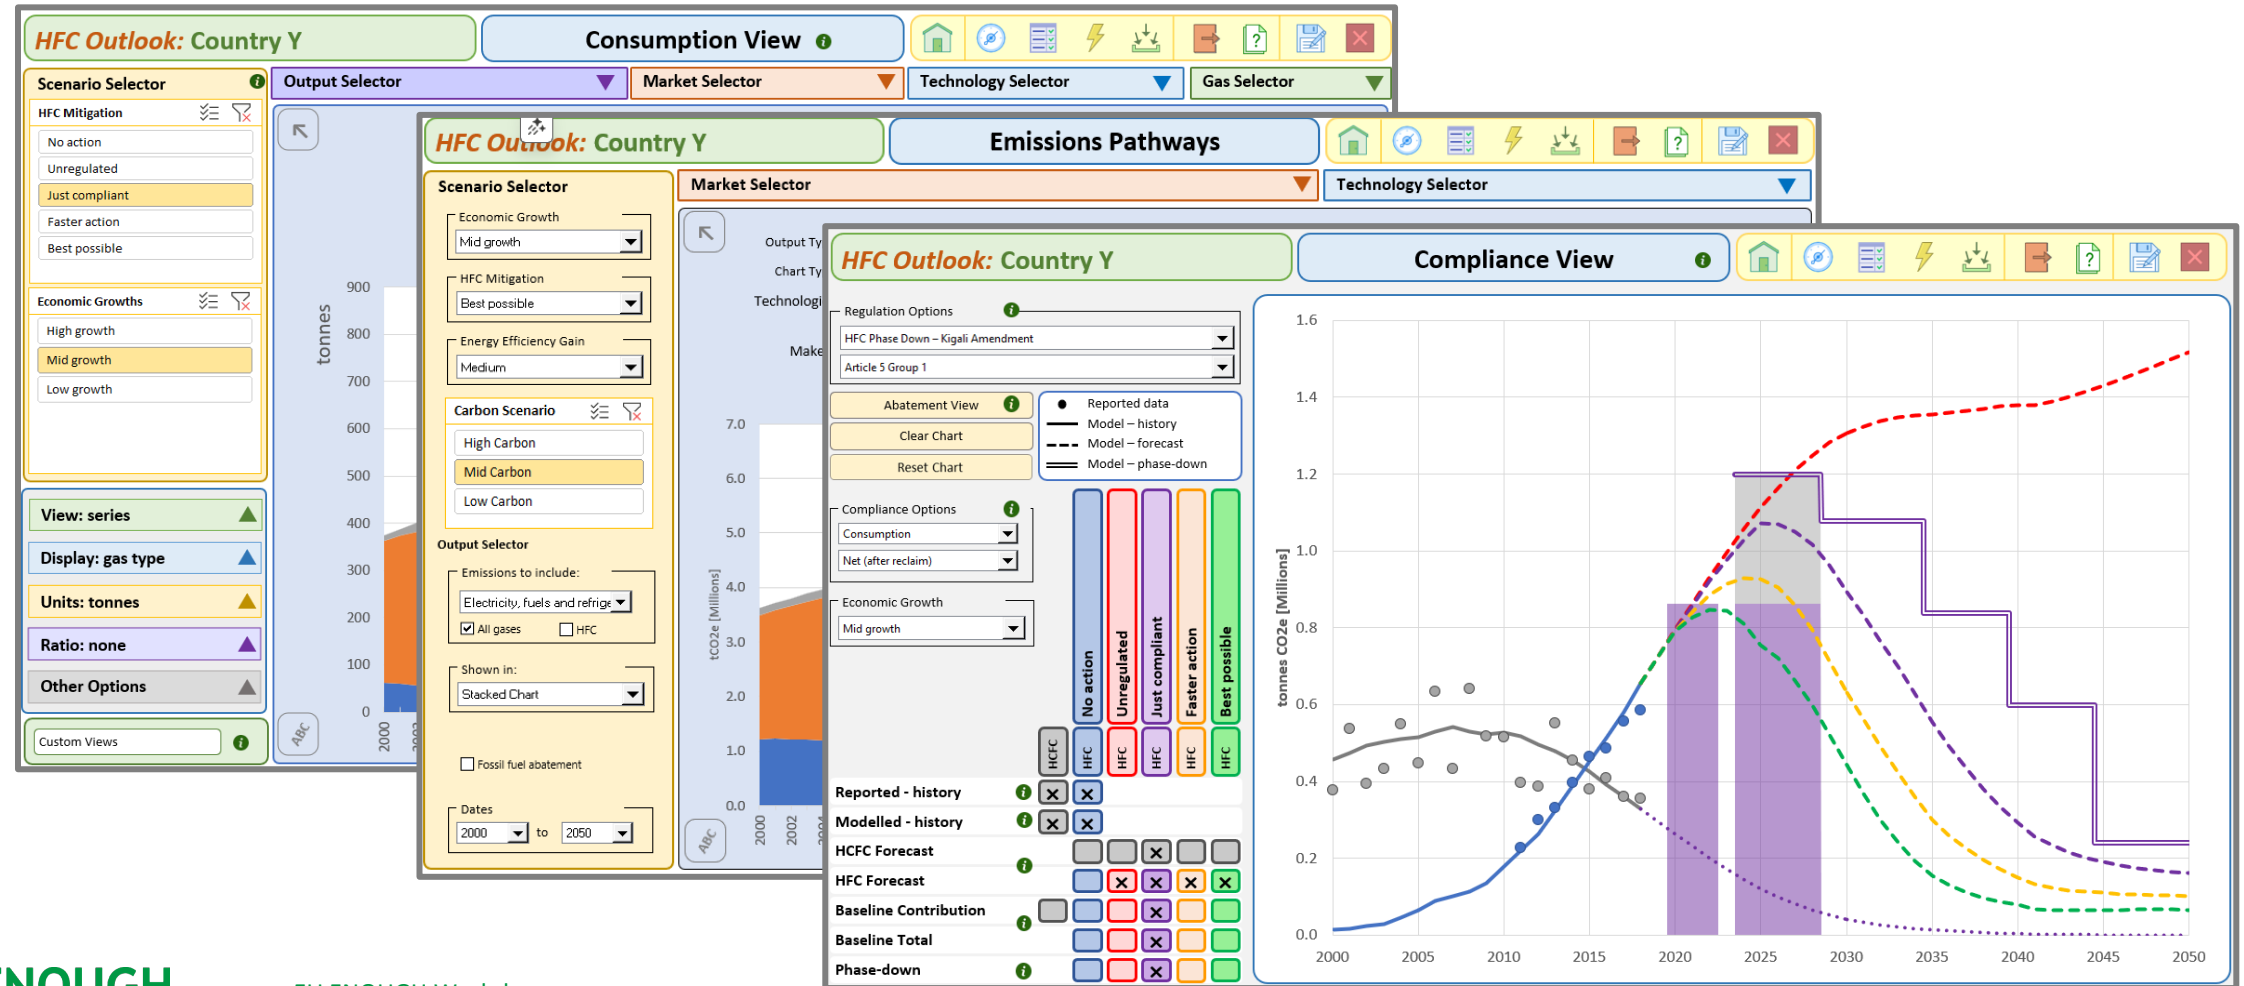 HFC Outlook: Country Y
Consumption View
Scenario Selector
Output Selector
Market Selector
Technology Selector
Gas Selector
HFC Mitigation
No action
Unregulated
Just compliant
Faster action
Best possible
Economic Growths
High growth
Mid growth
Low growth
View: series
Display: gas type
Units: tonnes
Ratio: none
Other Options
Custom Views
tonnes
900
800
700
600
500
400
300
200
100
0
2000
ABC
HFC Outlook: Country Y
Emissions Pathways
Scenario Selector
Market Selector
Technology Selector
Economic Growth
Mid growth
HFC Mitigation
Best possible
Energy Efficiency Gain
Medium
Carbon Scenario
High Carbon
Mid Carbon
Low Carbon
Output Selector
Emissions to include:
Electricity, fuels and refrige
All gases
HFC
Shown in:
Stacked Chart
Fossil fuel abatement
Dates
2000 to 2050
Output Ty
Chart Ty
Technologi
Make
tCO2e [Millions]
7.0
6.0
5.0
4.0
3.0
2.0
1.0
0.0
2000
2002
ABC
HFC Outlook: Country Y
Compliance View
Regulation Options
HFC Phase Down – Kigali Amendment
Article 5 Group 1
Abatement View
Clear Chart
Reset Chart
Reported data
Model – history
Model – forecast
Model – phase-down
Compliance Options
Consumption
Net (after reclaim)
Economic Growth
Mid growth
No action
Unregulated
Just compliant
Faster action
Best possible
HCFC
HFC
HFC
HFC
HFC
HFC
Reported - history
Modelled - history
HCFC Forecast
HFC Forecast
Baseline Contribution
Baseline Total
Phase-down
tonnes CO2e [Millions]
1.6
1.4
1.2
1.0
0.8
0.6
0.4
0.2
0.0
2000
2005
2010
2015
2020
2025
2030
2035
2040
2045
2050
ENOUGH